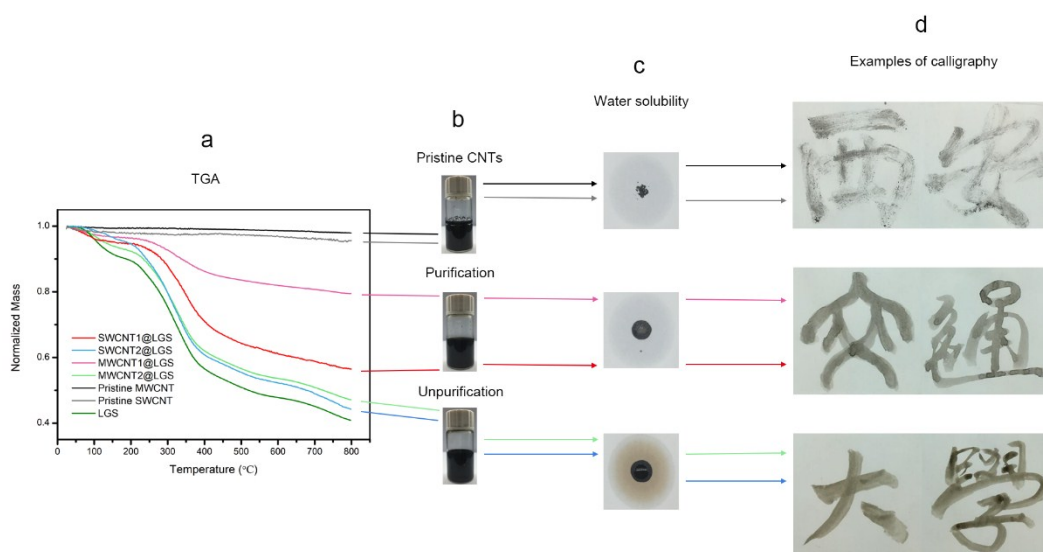 a
TGA
b
Pristine CNTs
Purification
Unpurification
c
Water solubility
d
Examples of calligraphy
Normalized Mass
1.0
0.8
0.6
0.4
SWCNT1@LGS
SWCNT2@LGS
MWCNT1@LGS
MWCNT2@LGS
Pristine MWCNT
Pristine SWCNT
LGS
0 100 200 300 400 500 600 700 800
Temperature (°C)
西安
交通
大學